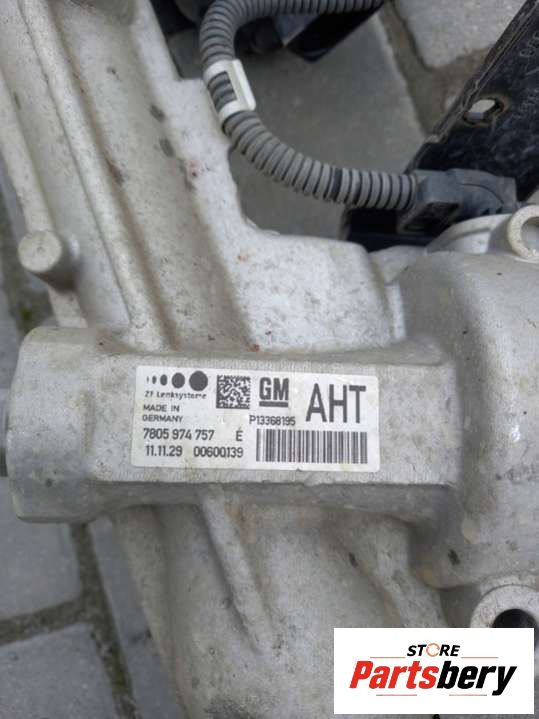 GM
AHT
ZF Lenksysteme
MADE IN
GERMANY
P13368195
7805 974 757 E
11.11.29 00600139
STORE
Partsbery